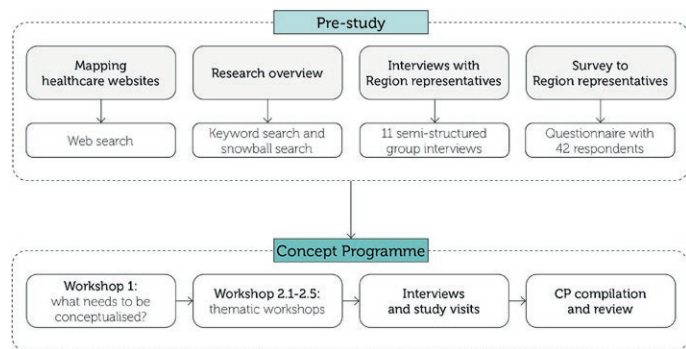 Pre-study
Mapping
healthcare websites
Research overview
Interviews with
Region representatives
Survey to
Region representatives
Web search
Keyword search and
snowball search
11 semi-structured
group interviews
Questionnaire with
42 respondents
Concept Programme
Workshop 1:
what needs to be
conceptualised?
Workshop 2.1-2.5:
thematic workshops
Interviews
and study visits
CP compilation
and review